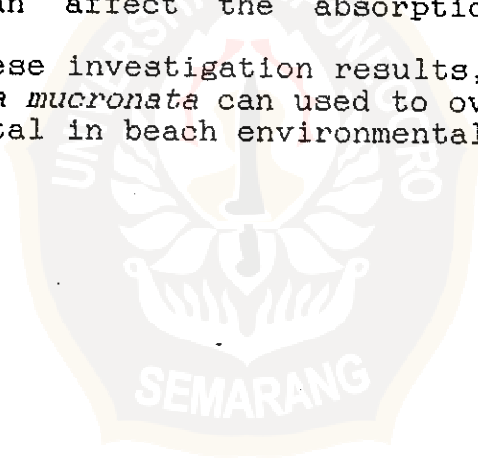 affect the absorptio
ese investigation results,
mucronata can used to ov
tal in beach environmental
SEMARANG